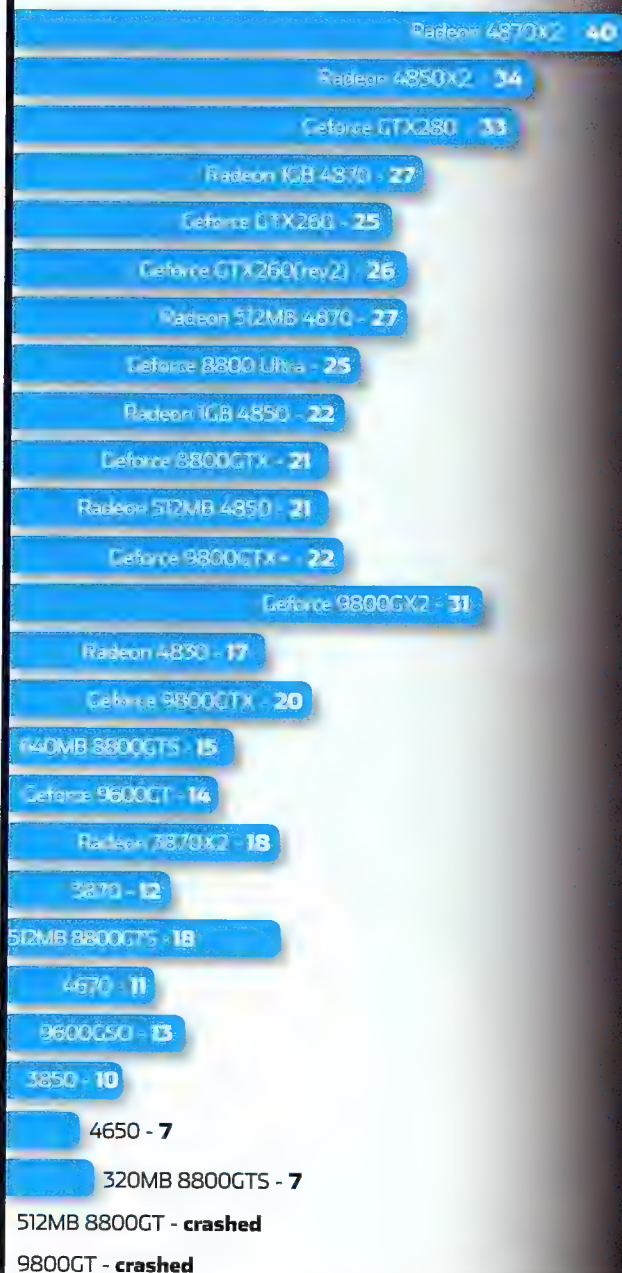 Radeon 4870X2 - 40
Radeon 4850X2 - 34
Geforce GTX280 - 33
Radeon 1GB 4870 - 27
Geforce GTX260 - 25
Geforce GTX260(rev2) - 26
Radeon 512MB 4870 - 27
Geforce 8800 Ultra - 25
Radeon 1GB 4850 - 22
Geforce 8800GTX - 21
Radeon 512MB 4850 - 21
Geforce 9800GTX+ - 22
Geforce 9800GX2 - 31
Radeon 4830 - 17
Geforce 9800GTX - 20
640MB 8800GTS - 15
Geforce 9600GT - 14
Radeon 3870X2 - 18
3870 - 12
512MB 8800GTS - 18
4670 - 11
9600GSO - 13
3850 - 10
4650 - 7
320MB 8800GTS - 7
512MB 8800GT - crashed
9800GT - crashed